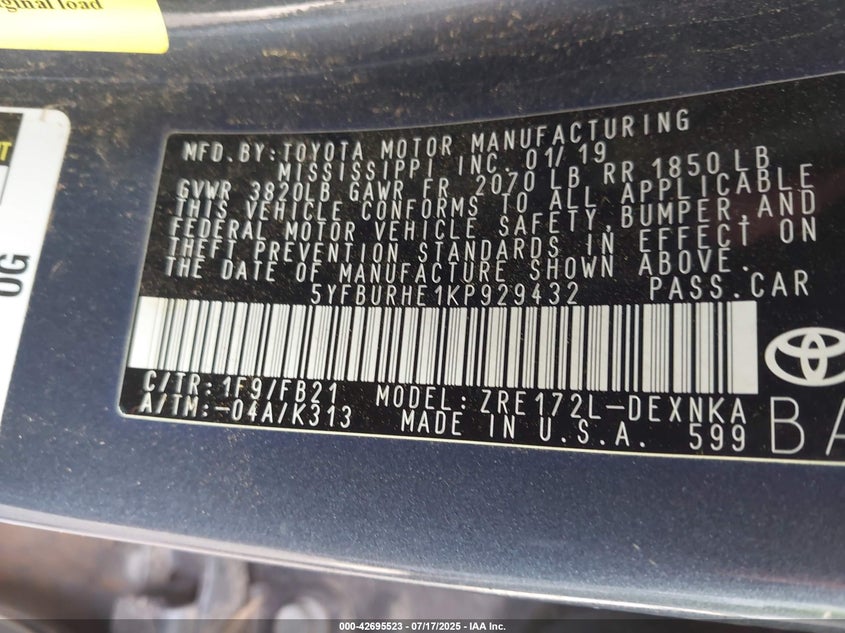 ginal load
OG
MFD.BY:TOYOTA MOTOR MANUFACTURING
MISSISSIPPI INC. 01/19
GVWR 3820LB GAWR FR 2070LB RR 1850LB
THIS VEHICLE CONFORMS TO ALL APPLICABLE
FEDERAL MOTOR VEHICLE SAFETY,BUMPER,AND
THEFT PREVENTION STANDARDS IN EFFECT ON
THE DATE OF MANUFACTURE SHOWN ABOVE.
5YFBURHE1KP929432 PASS.CAR
C/TR:1F9/FB21 MODEL:ZRE172L-DEXNKA
A/TM:-04A/K313 MADE IN U.S.A. 599
BA
000-42695523 / 07/17/2025 - IAA Inc.